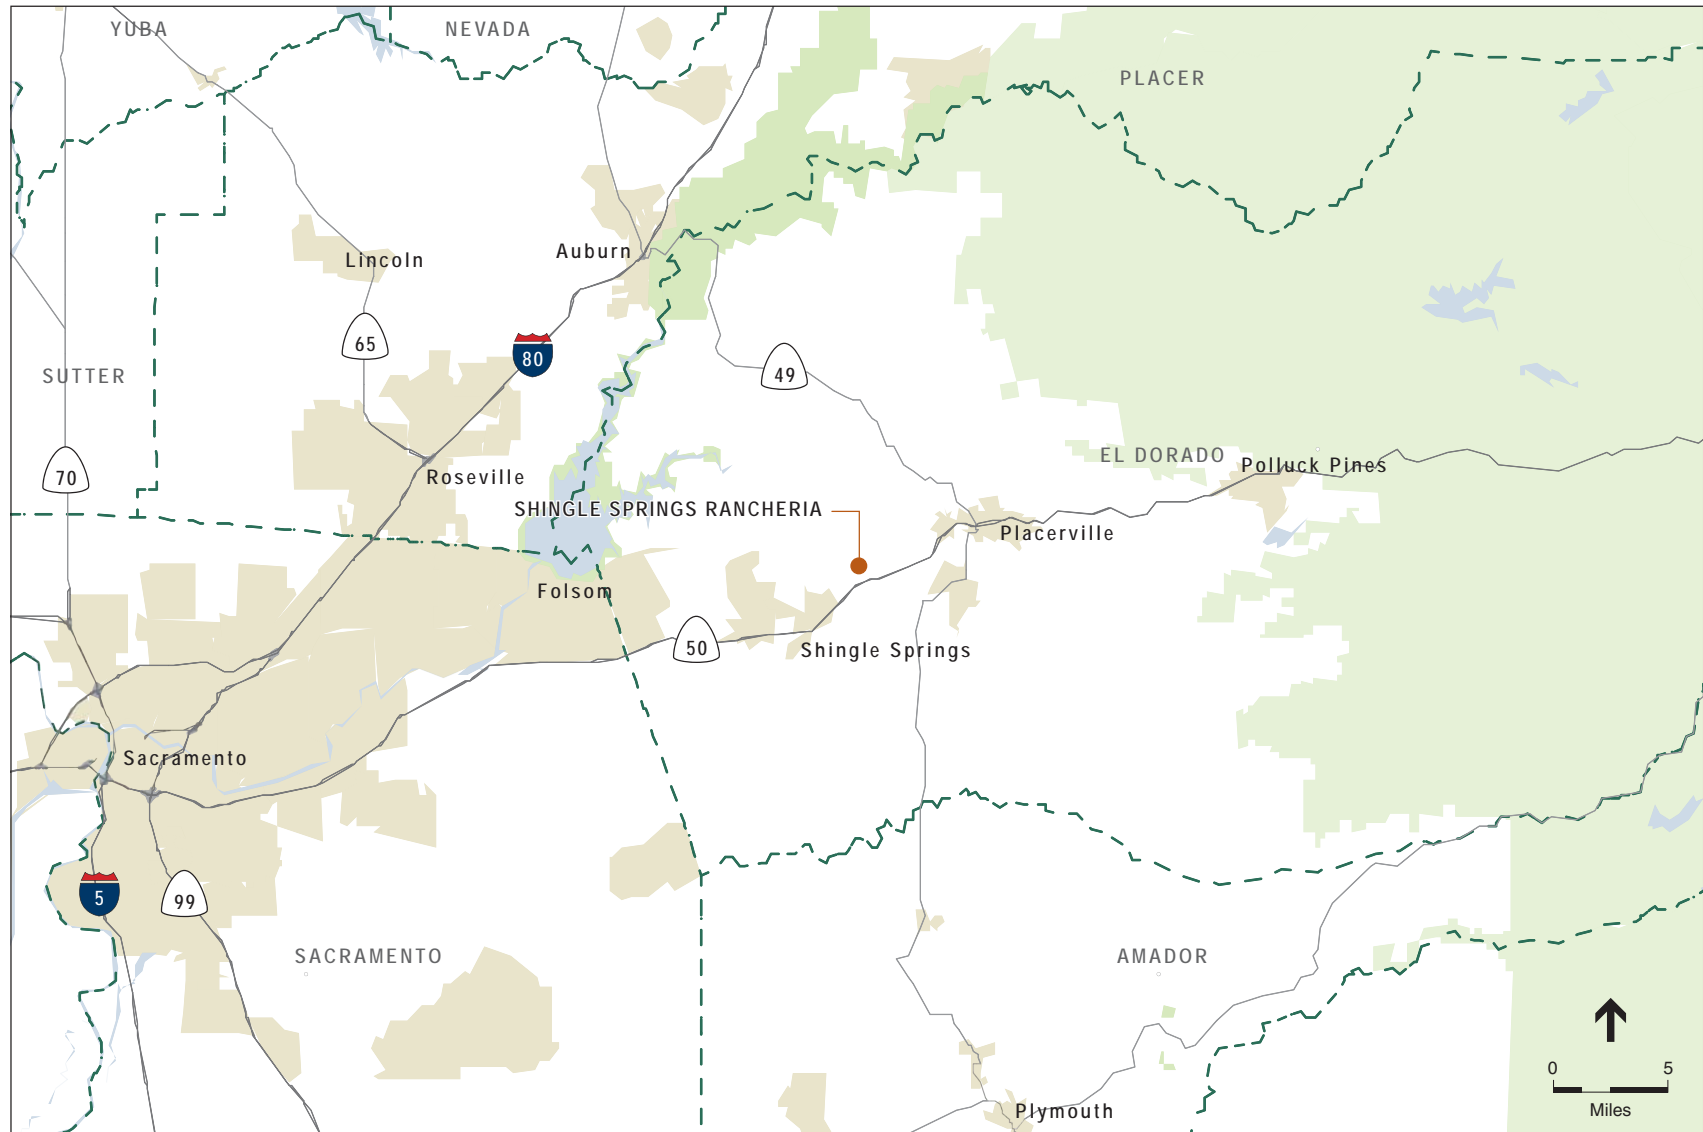 YUBA
NEVADA
PLACER
Auburn
Lincoln
65
80
49
SUTTER
70
Roseville
EL DORADO
Polluck Pines
SHINGLE SPRINGS RANCHERIA
Placerville
Folsom
50
Shingle Springs
Sacramento
5
99
SACRAMENTO
AMADOR
0 5
Miles
Plymouth